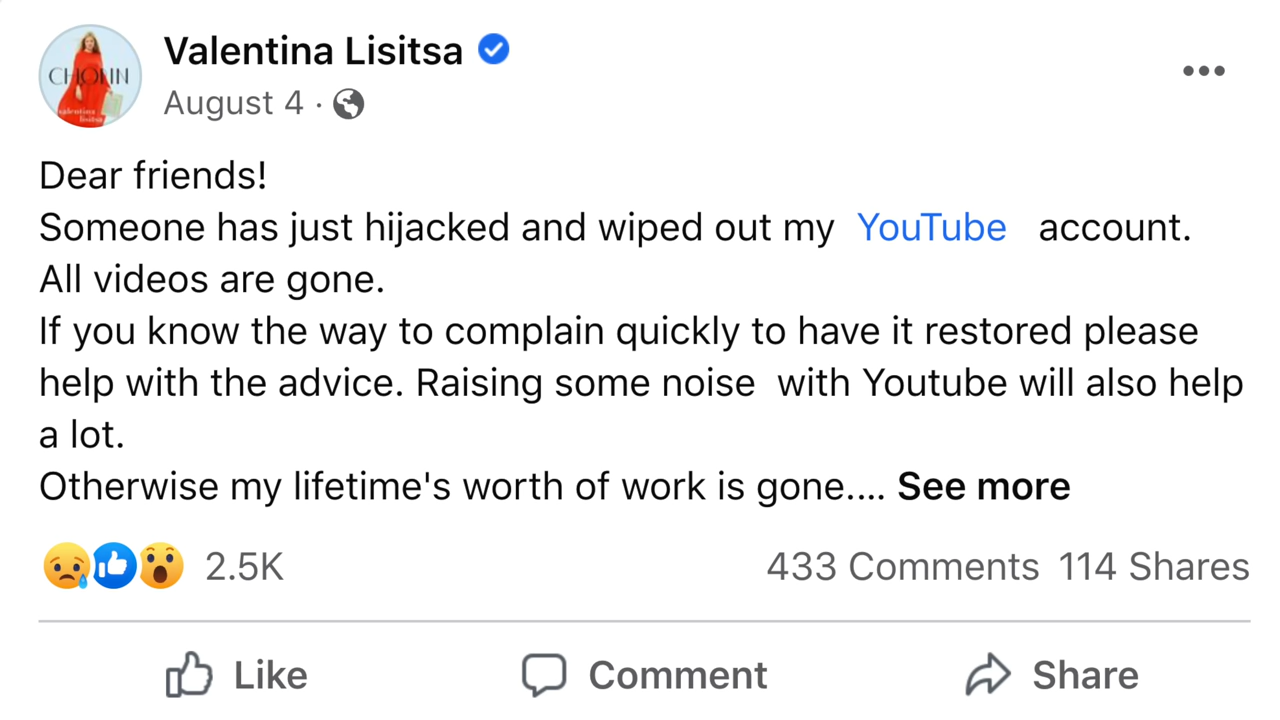 CHOPIN
valentina
lisitsa
Valentina Lisitsa
August 4 ·
Dear friends!
Someone has just hijacked and wiped out my YouTube account.
All videos are gone.
If you know the way to complain quickly to have it restored please
help with the advice. Raising some noise with Youtube will also help
a lot.
Otherwise my lifetime's worth of work is gone.... See more
2.5K 433 Comments 114 Shares
Like Comment Share